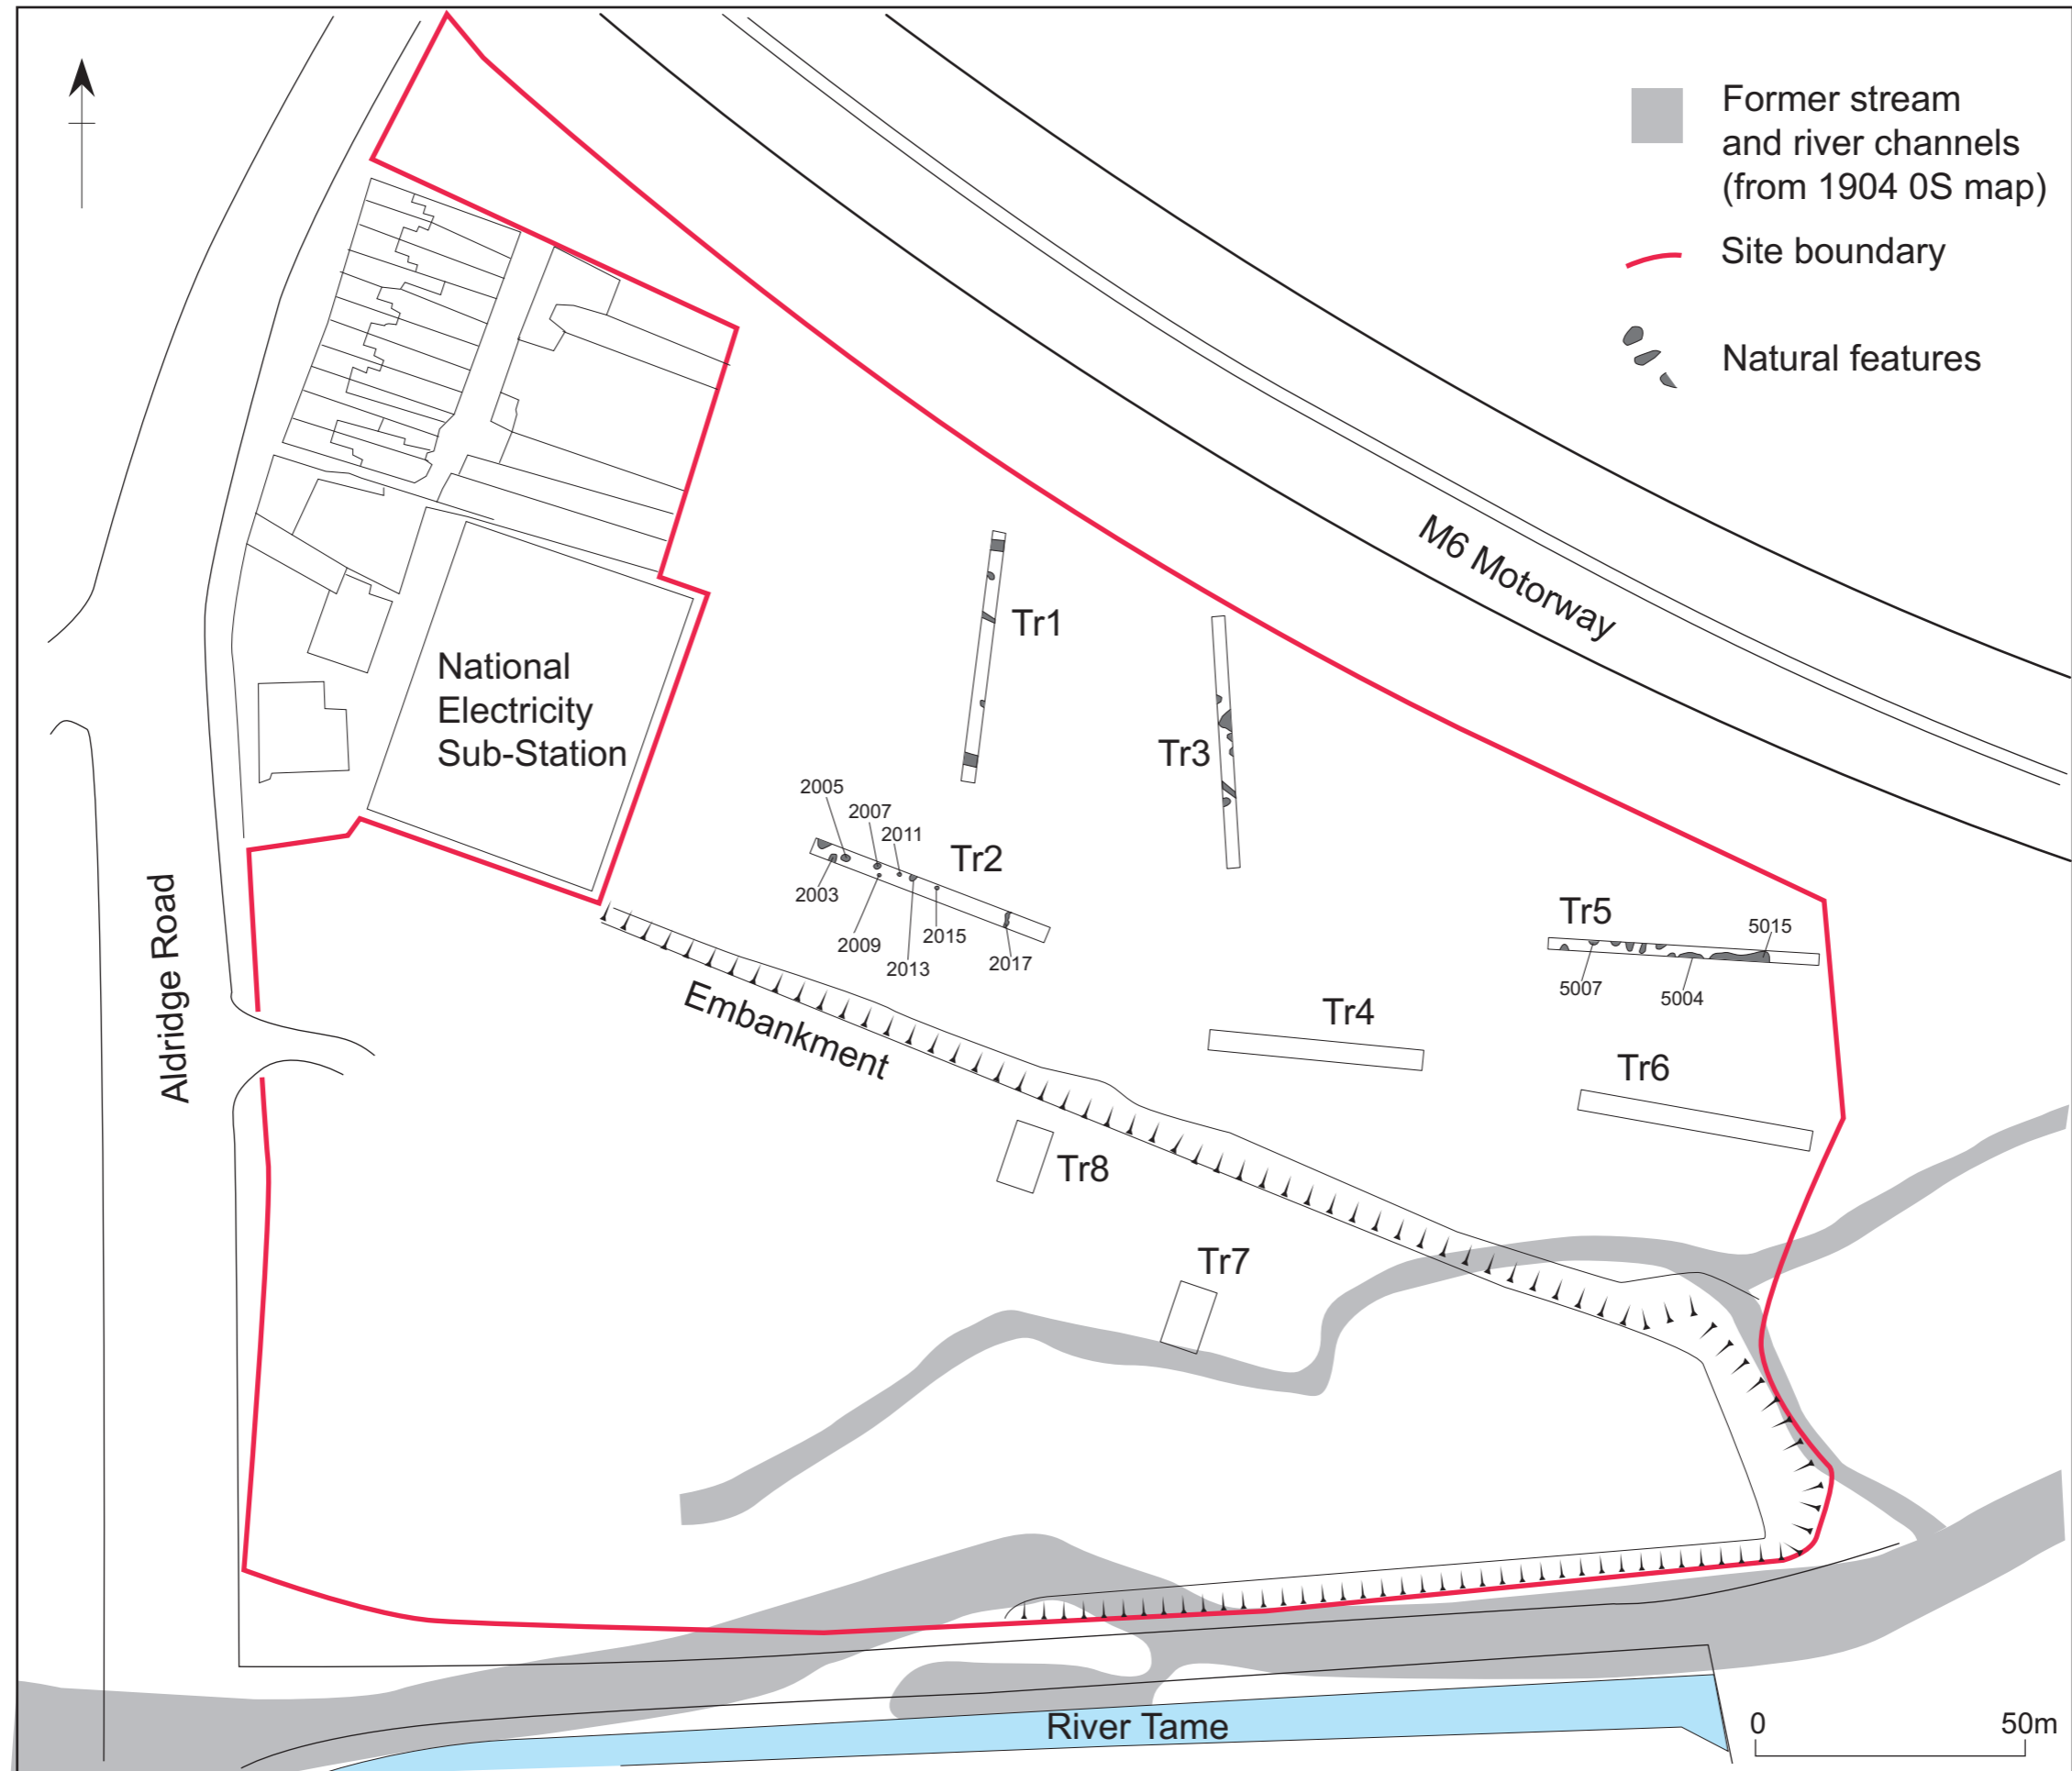 Former stream
and river channels
(from 1904 0S map)
Site boundary
Natural features
M6 Motorway
Tr1
National
Electricity
Sub-Station
Tr3
2005
2007
2011
Tr2
2003
2009
2013
2015
2017
Tr5
5015
5007
5004
Aldridge Road
Embankment
Tr4
Tr6
Tr8
Tr7
River Tame
0
50m